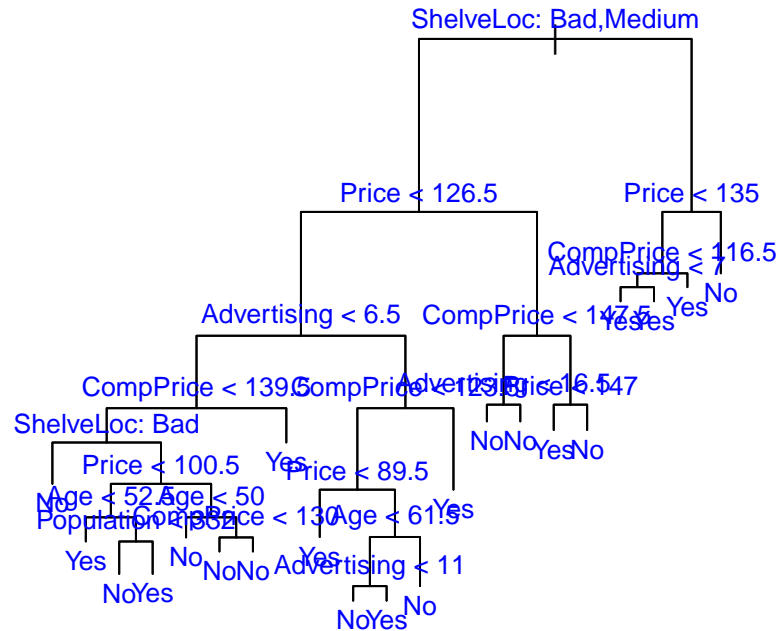 ShelveLoc: Bad,Medium
Price < 126.5
Price < 135
CompPrice < 116.5
Advertising < 7
Yes
Yes
Yes
No
Advertising < 6.5
CompPrice < 147.5
CompPrice < 139.5
Advertising < 16.5
Price < 147
No
No
Yes
No
ShelveLoc: Bad
Yes
Price < 100.5
Price < 89.5
No
Age < 52.5
Age < 50
Yes
CompPrice < 130
Age < 61.5
Yes
No
Yes
No
No
No
Yes
Advertising < 11
No
Yes
No